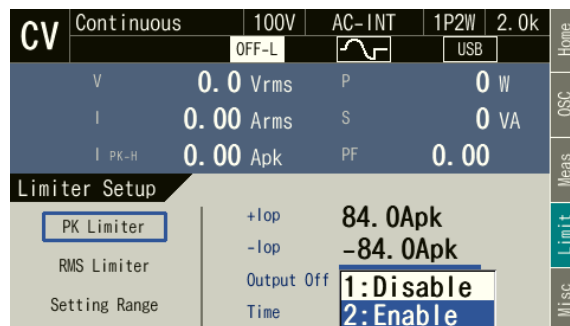 CV Continuous 100V AC-INT 1P2W 2.0k
OFF-L USB
V 0.0 Vrms P 0 W
I 0.00 Arms S 0 VA
I PK-H 0.00 Apk PF 0.00
Limiter Setup
PK Limiter +Iop 84.0Apk
-Iop -84.0Apk
RMS Limiter
Output Off 1:Disable
Setting Range Time 2:Enable
Home
OSC
Meas
Limit
Misc